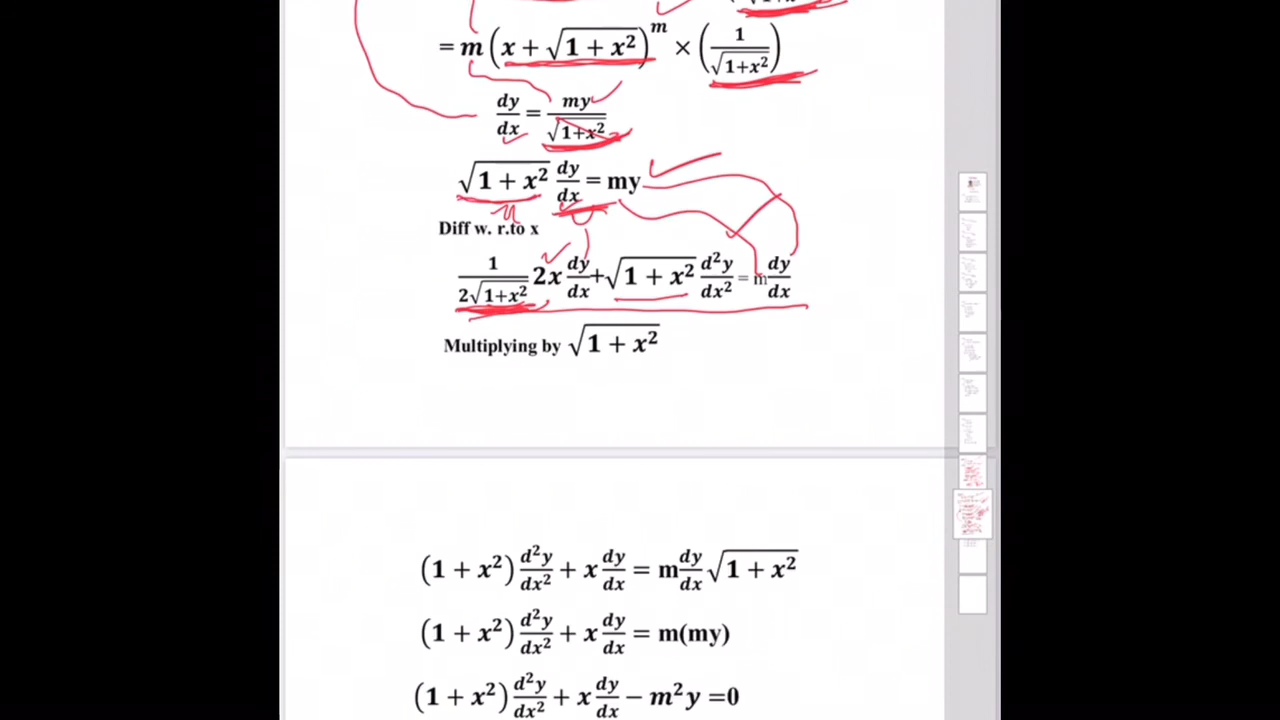 = m (x + √(1 + x²))ᵐ × (1/√(1+x²))
dy/dx = my/√(1+x²)
√(1 + x²) dy/dx = my
Diff w. r.to x
1/(2√(1+x²)) 2x dy/dx + √(1 + x²) d²y/dx² = m dy/dx
Multiplying by √(1 + x²)
(1 + x²) d²y/dx² + x dy/dx = m dy/dx √(1 + x²)
(1 + x²) d²y/dx² + x dy/dx = m(my)
(1 + x²) d²y/dx² + x dy/dx − m²y =0